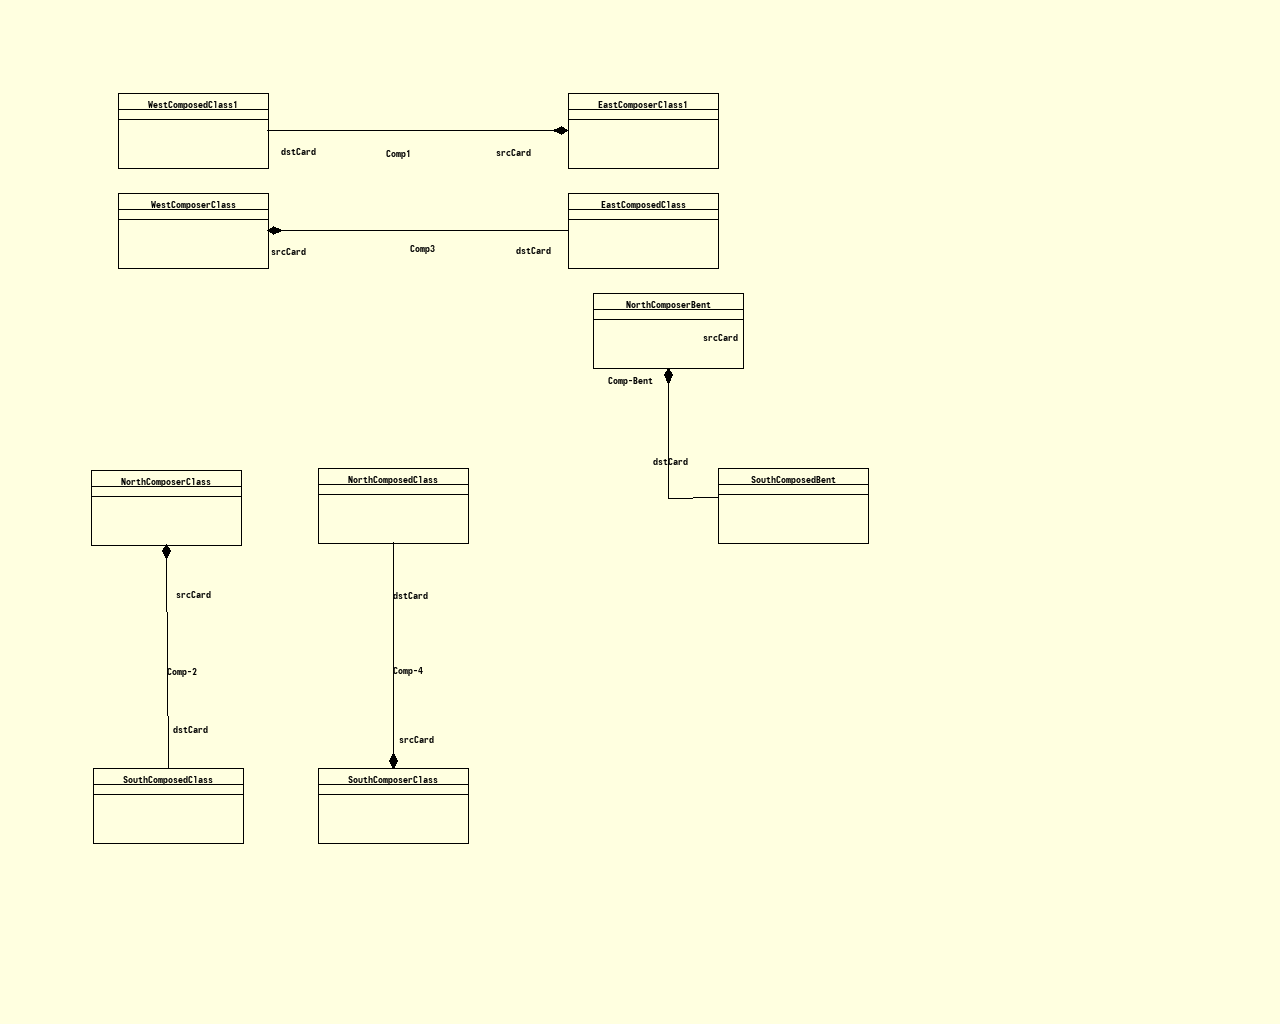 WestComposedClass1
EastComposerClass1
dstCard
Comp1
srcCard
WestComposerClass
EastComposedClass
srcCard
Comp3
dstCard
NorthComposerBent
srcCard
Comp-Bent
dstCard
SouthComposedBent
NorthComposerClass
NorthComposedClass
srcCard
dstCard
Comp-2
Comp-4
dstCard
srcCard
SouthComposedClass
SouthComposerClass